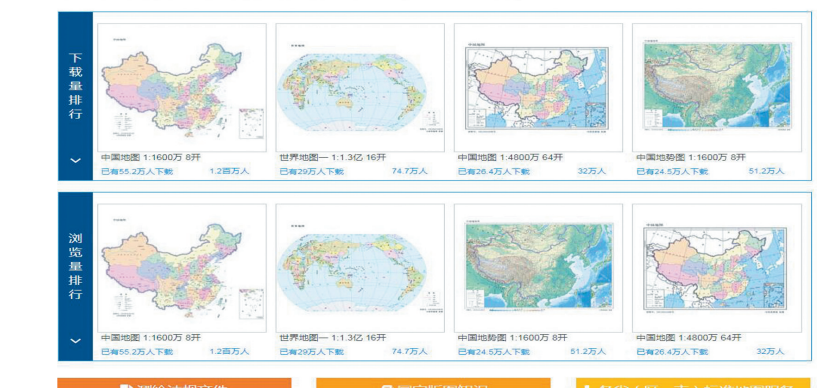 下载量排行
中国地图 1:1600万 8开
已有55.2万人下载 1.2百万人
世界地图一 1:1.3亿 16开
已有29万人下载 74.7万人
中国地图 1:4800万 64开
已有26.4万人下载 32万人
中国地势图 1:1600万 8开
已有24.5万人下载 51.2万人
浏览量排行
中国地图 1:1600万 8开
已有55.2万人下载 1.2百万人
世界地图一 1:1.3亿 16开
已有29万人下载 74.7万人
中国地势图 1:1600万 8开
已有24.5万人下载 51.2万人
中国地图 1:4800万 64开
已有26.4万人下载 32万人